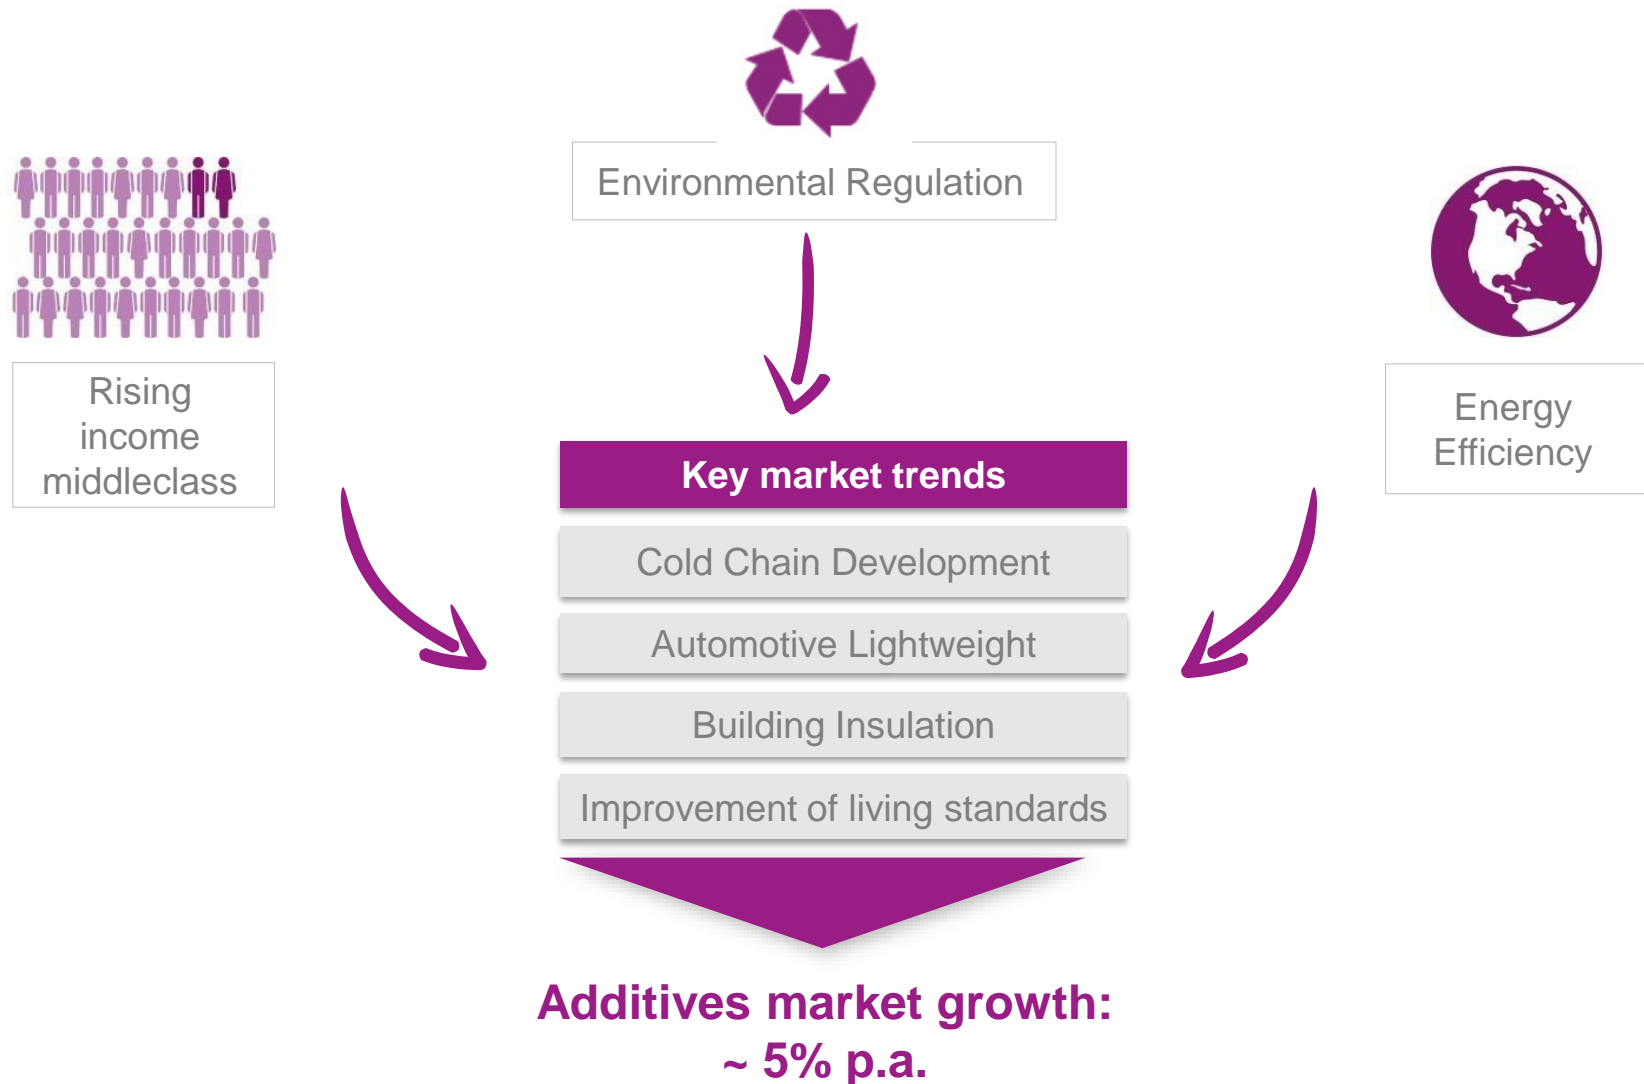 Environmental Regulation
Rising
income
middleclass
Energy
Efficiency
Key market trends
Cold Chain Development
Automotive Lightweight
Building Insulation
Improvement of living standards
Additives market growth:
~ 5% p.a.